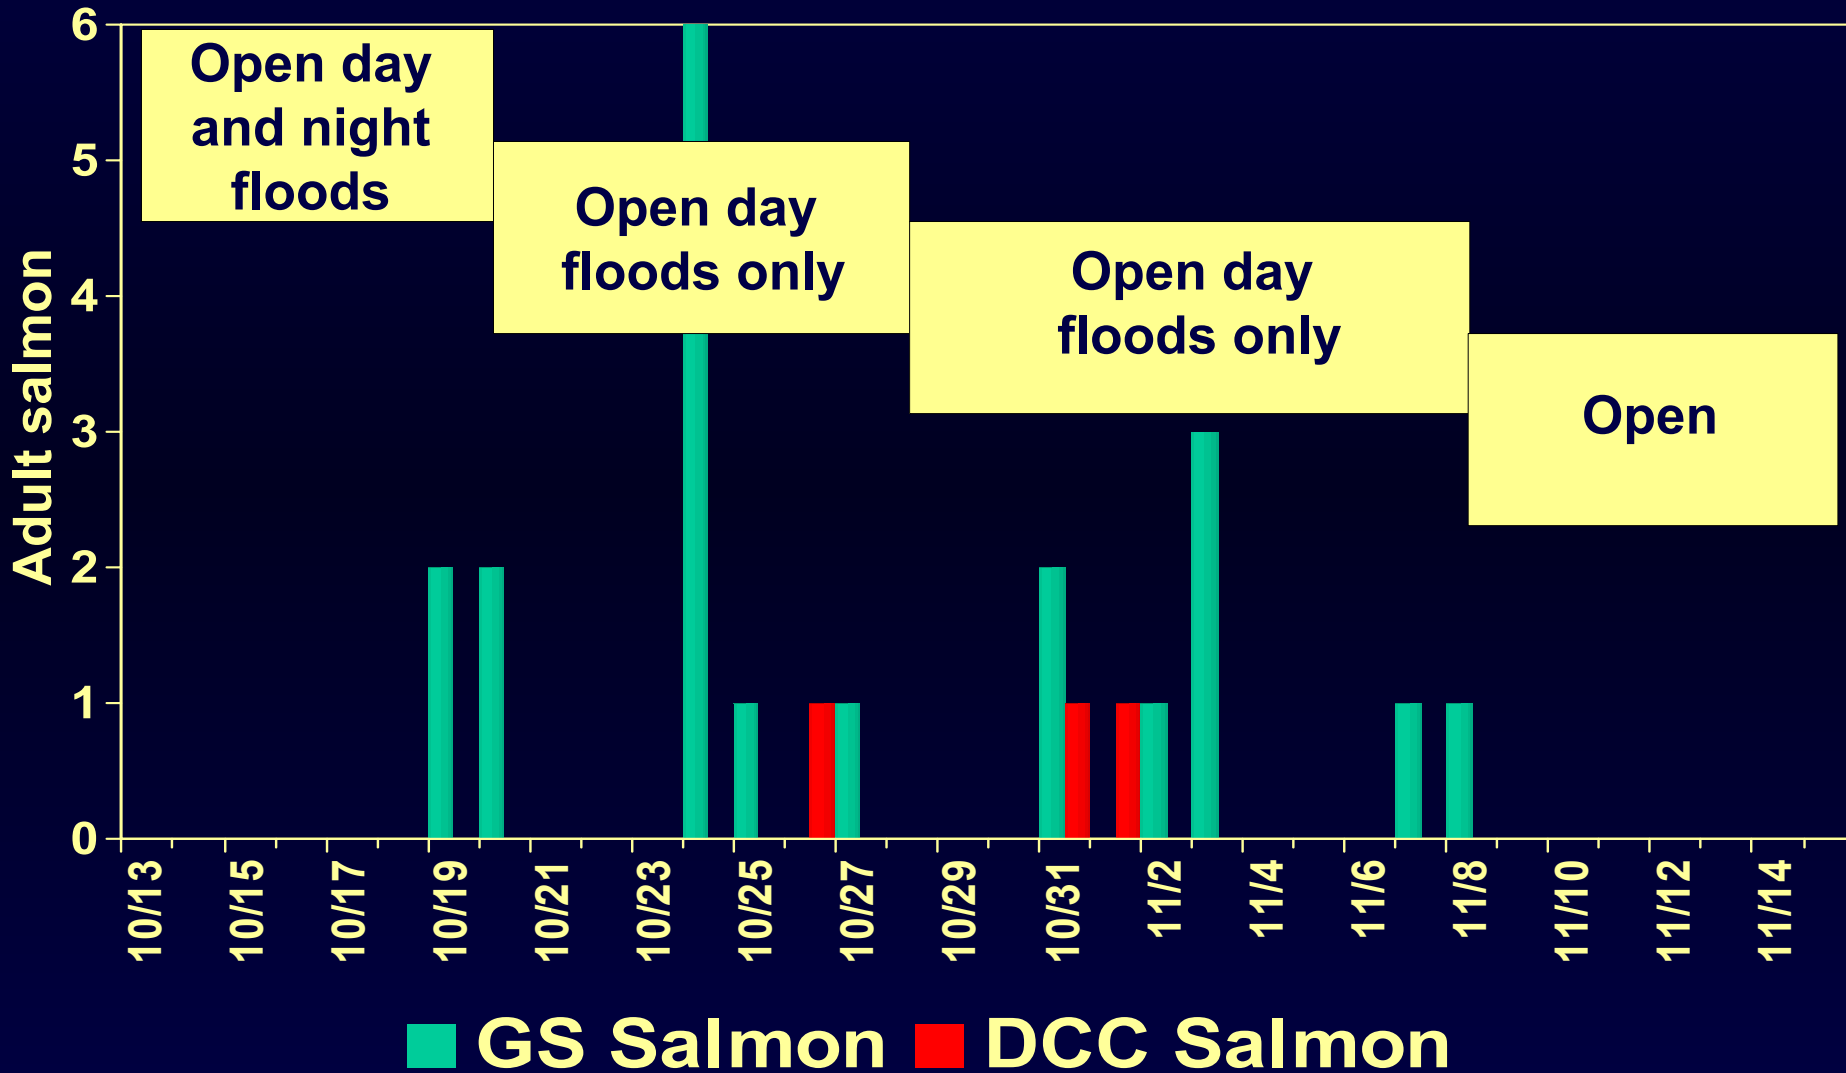 6
5
4
3
2
1
0
Adult salmon
Open day
and night
floods
Open day
floods only
Open day
floods only
Open
10/13
10/15
10/17
10/19
10/21
10/23
10/25
10/27
10/29
10/31
11/2
11/4
11/6
11/8
11/10
11/12
11/14
GS Salmon
DCC Salmon